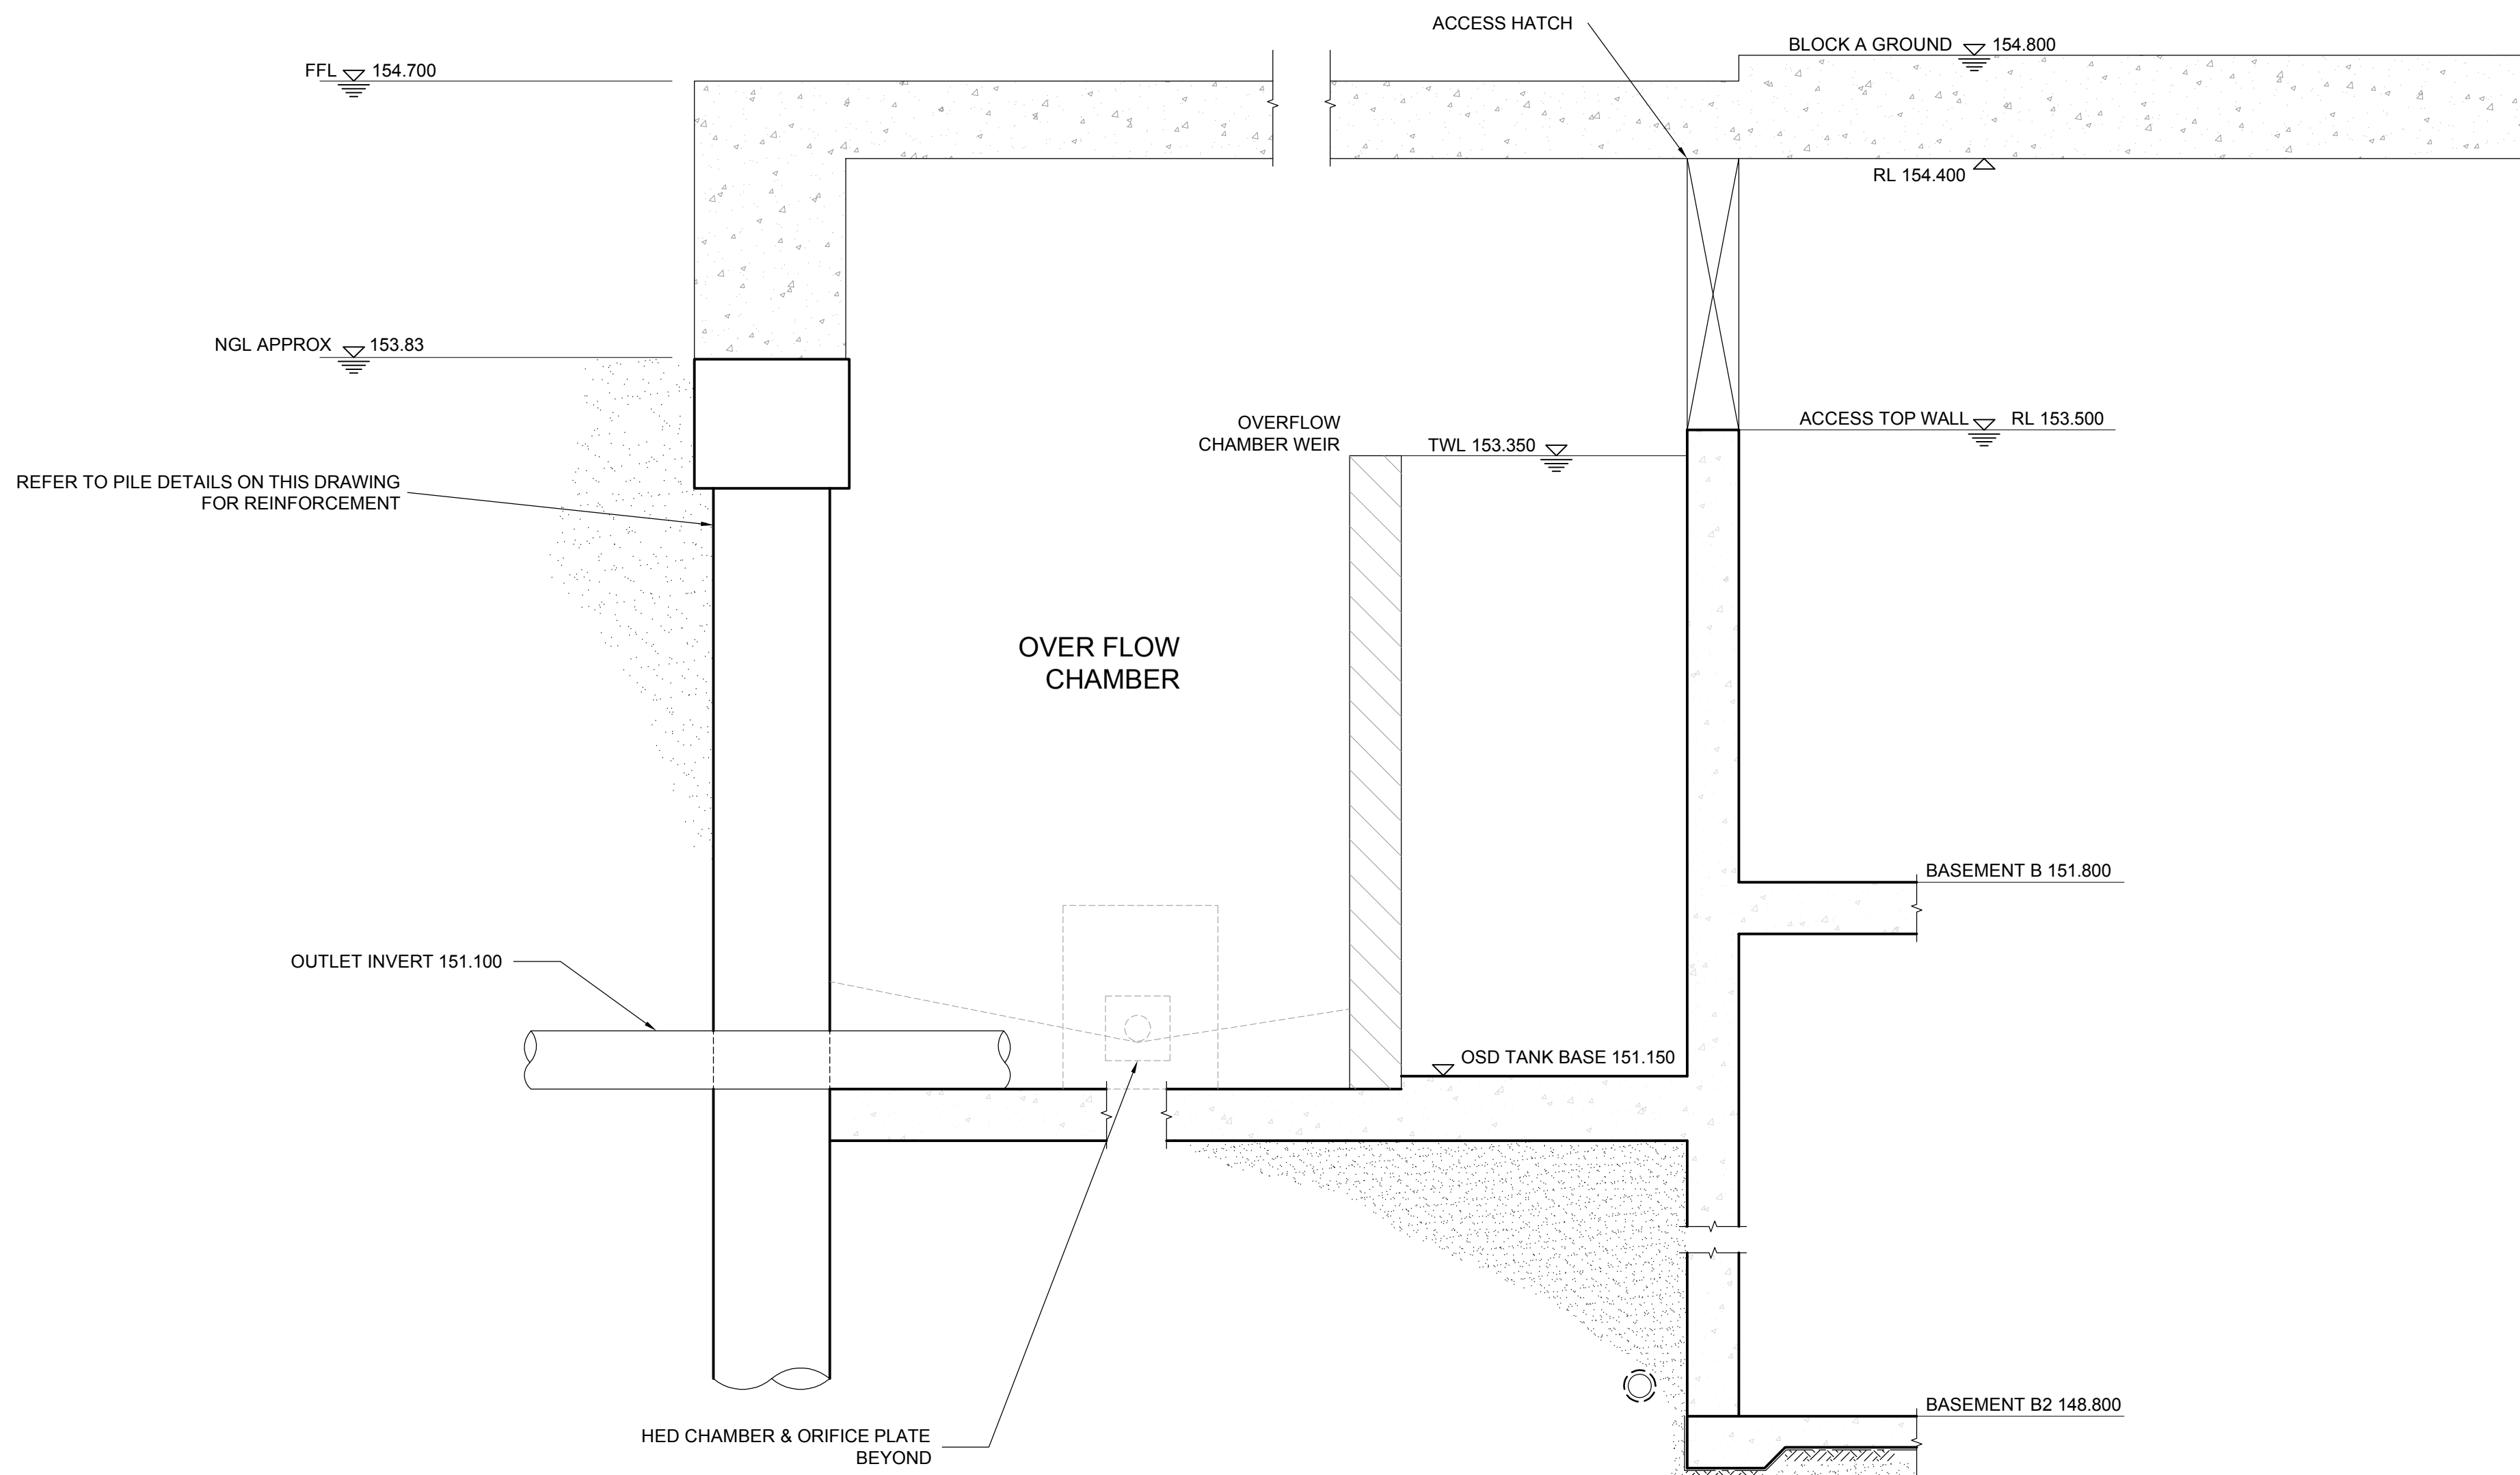 ACCESS HATCH
BLOCK A GROUND 154.800
FFL 154.700
RL 154.400
NGL APPROX 153.83
ACCESS TOP WALL RL 153.500
OVERFLOW
CHAMBER WEIR
TWL 153.350
REFER TO PILE DETAILS ON THIS DRAWING
FOR REINFORCEMENT
OVER FLOW
CHAMBER
BASEMENT B 151.800
OUTLET INVERT 151.100
OSD TANK BASE 151.150
BASEMENT B2 148.800
HED CHAMBER & ORIFICE PLATE
BEYOND